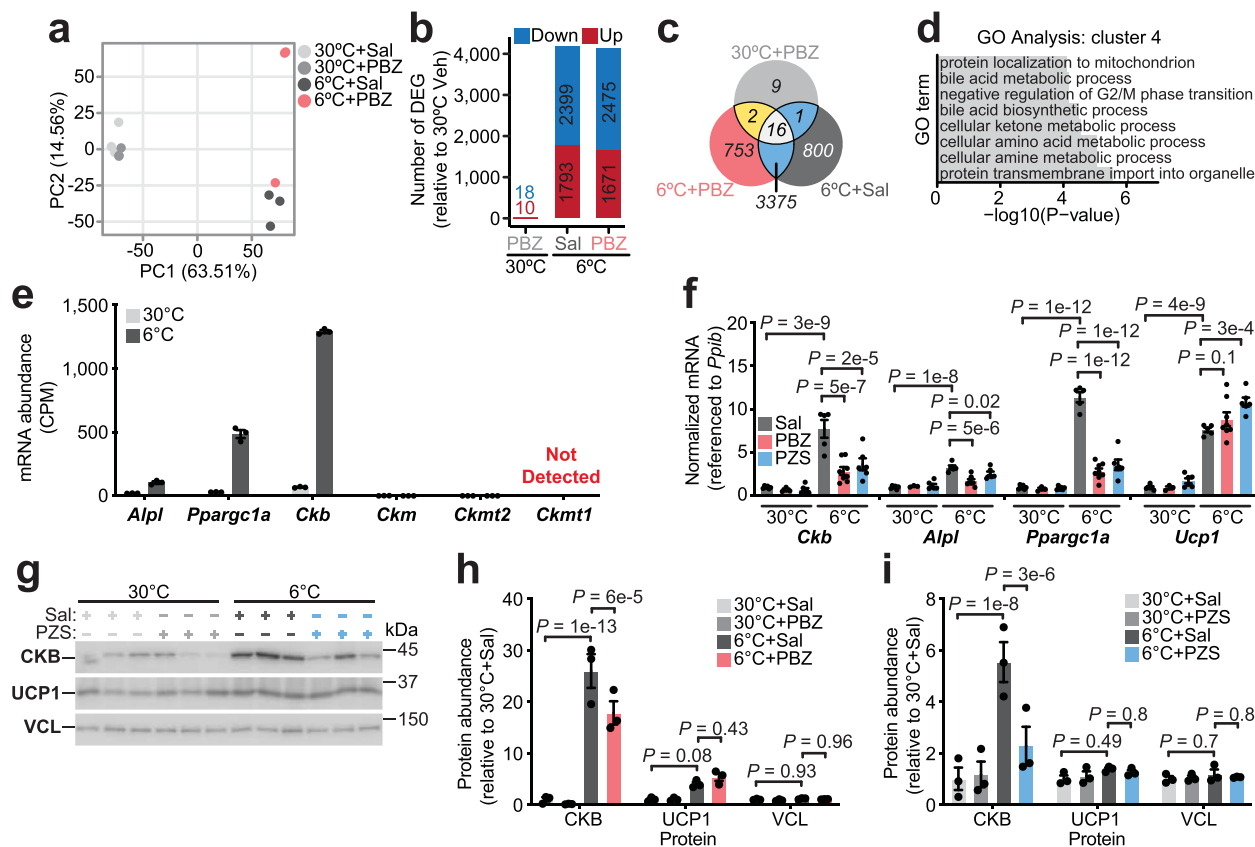 a
30ºC+Sal
30ºC+PBZ
6ºC+Sal
6ºC+PBZ
50
25
0
-25
-50
PC2 (14.56%)
-50 0 50
PC1 (63.51%)
b
Down Up
4,000
3,000
2,000
1,000
0
Number of DEG
(relative to 30ºC Veh)
2399 2475
1793 1671
18
10
PBZ Sal PBZ
30ºC 6ºC
c
30ºC+PBZ
9
2 1
16
753 800
6ºC+PBZ 6ºC+Sal
3375
d
GO Analysis: cluster 4
GO term
protein localization to mitochondrion
bile acid metabolic process
negative regulation of G2/M phase transition
bile acid biosynthetic process
cellular ketone metabolic process
cellular amino acid metabolic process
cellular amine metabolic process
protein transmembrane import into organelle
0 2 4 6
−log10(P−value)
e
1,500
1,000
500
0
mRNA abundance
(CPM)
30°C
6°C
Not
Detected
Alpl Ppargc1a Ckb Ckm Ckmt2 Ckmt1
f
Normalized mRNA
(referenced to Ppib)
20
15
10
5
0
Sal
PBZ
PZS
P = 3e-9
P = 2e-5
P = 5e-7
P = 1e-8
P = 0.02
P = 5e-6
P = 1e-12
P = 1e-12
P = 1e-12
P = 4e-9
P = 3e-4
P = 0.1
30°C 6°C 30°C 6°C 30°C 6°C 30°C 6°C
Ckb Alpl Ppargc1a Ucp1
g
30°C 6°C
Sal: + + + − − − + + + − − −
PZS: − − − + + + − − − + + + kDa
CKB 45
UCP1 37
VCL 150
h
Protein abundance
(relative to 30°C+Sal)
40
30
20
10
0
P = 6e-5
P = 1e-13
P = 0.43
P = 0.08
P = 0.96
P = 0.93
30°C+Sal
30°C+PBZ
6°C+Sal
6°C+PBZ
CKB UCP1 VCL
Protein
i
Protein abundance
(relative to 30°C+Sal)
8
6
4
2
0
P = 3e-6
P = 1e-8
P = 0.8
P = 0.49
P = 0.8
P = 0.7
30°C+Sal
30°C+PZS
6°C+Sal
6°C+PZS
CKB UCP1 VCL
Protein